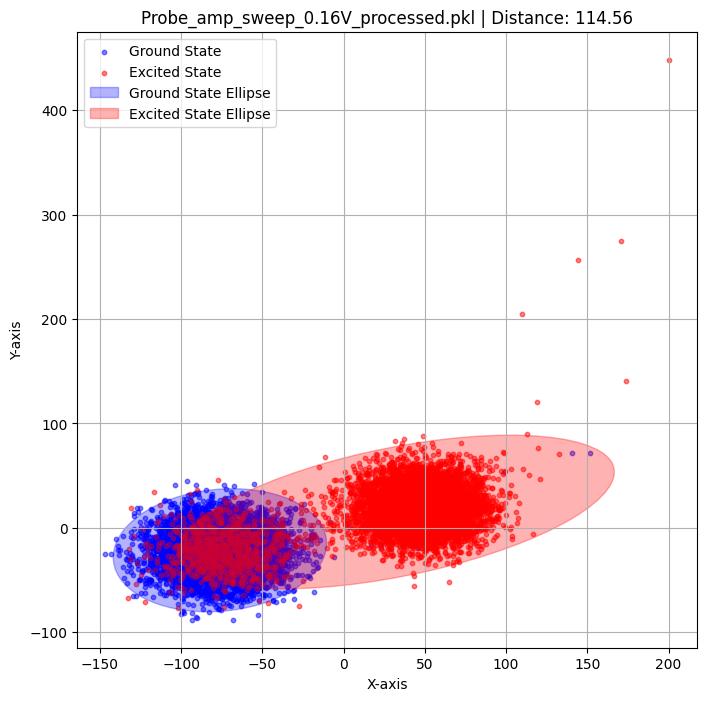 Probe_amp_sweep_0.16V_processed.pkl | Distance: 114.56
Ground State
Excited State
Ground State Ellipse
Excited State Ellipse
400
300
200
100
0
−100
Y-axis
−150
−100
−50
0
50
100
150
200
X-axis